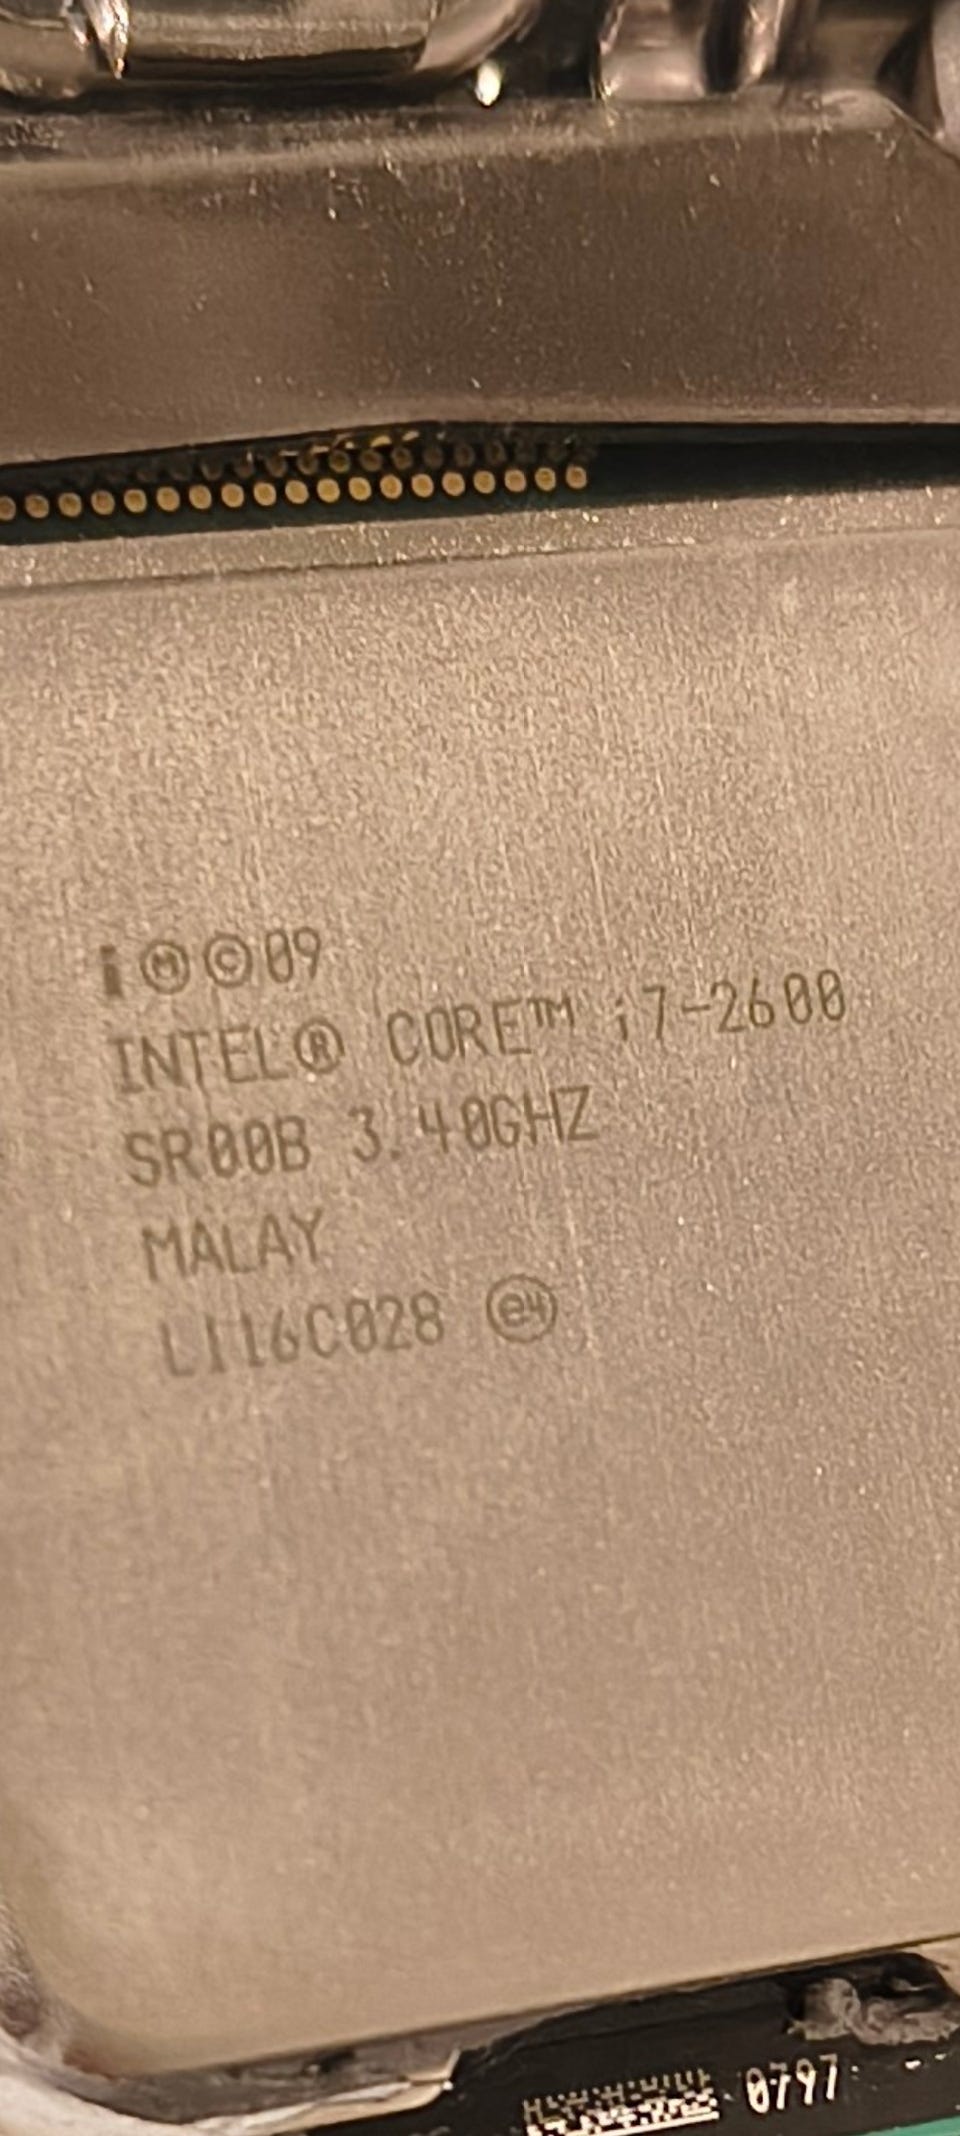 i Ⓜ © 09
INTEL® CORE™ i7-2600
SR00B 3.40GHZ
MALAY
L116C028 e4
0797